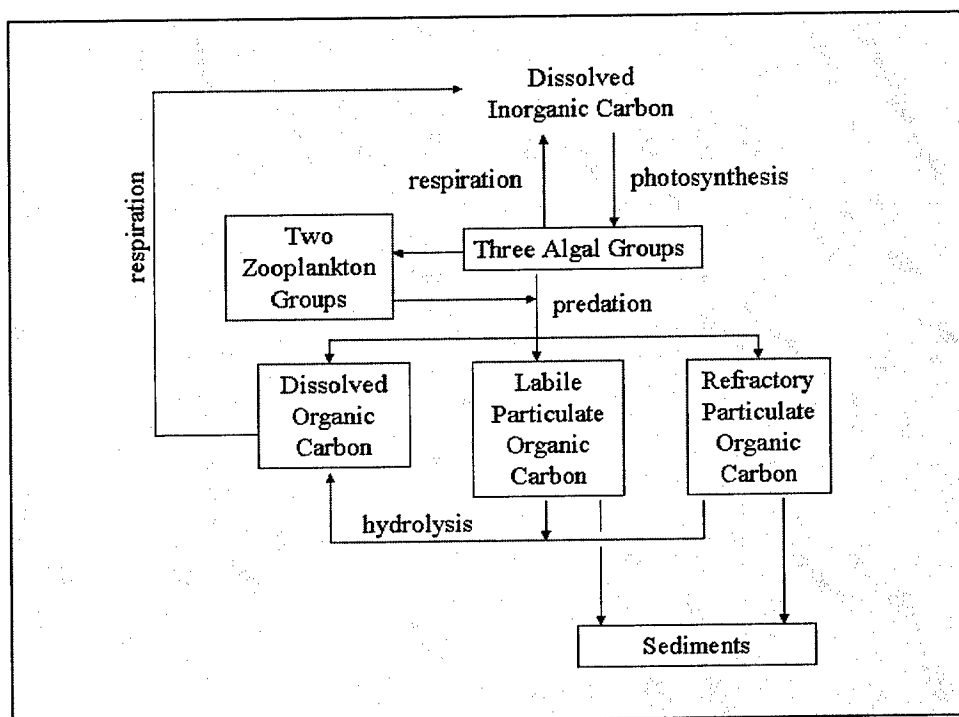 Dissolved
Inorganic Carbon
respiration
photosynthesis
respiration
Two
Zooplankton
Groups
Three Algal Groups
predation
Dissolved
Organic
Carbon
Labile
Particulate
Organic
Carbon
Refractory
Particulate
Organic
Carbon
hydrolysis
Sediments